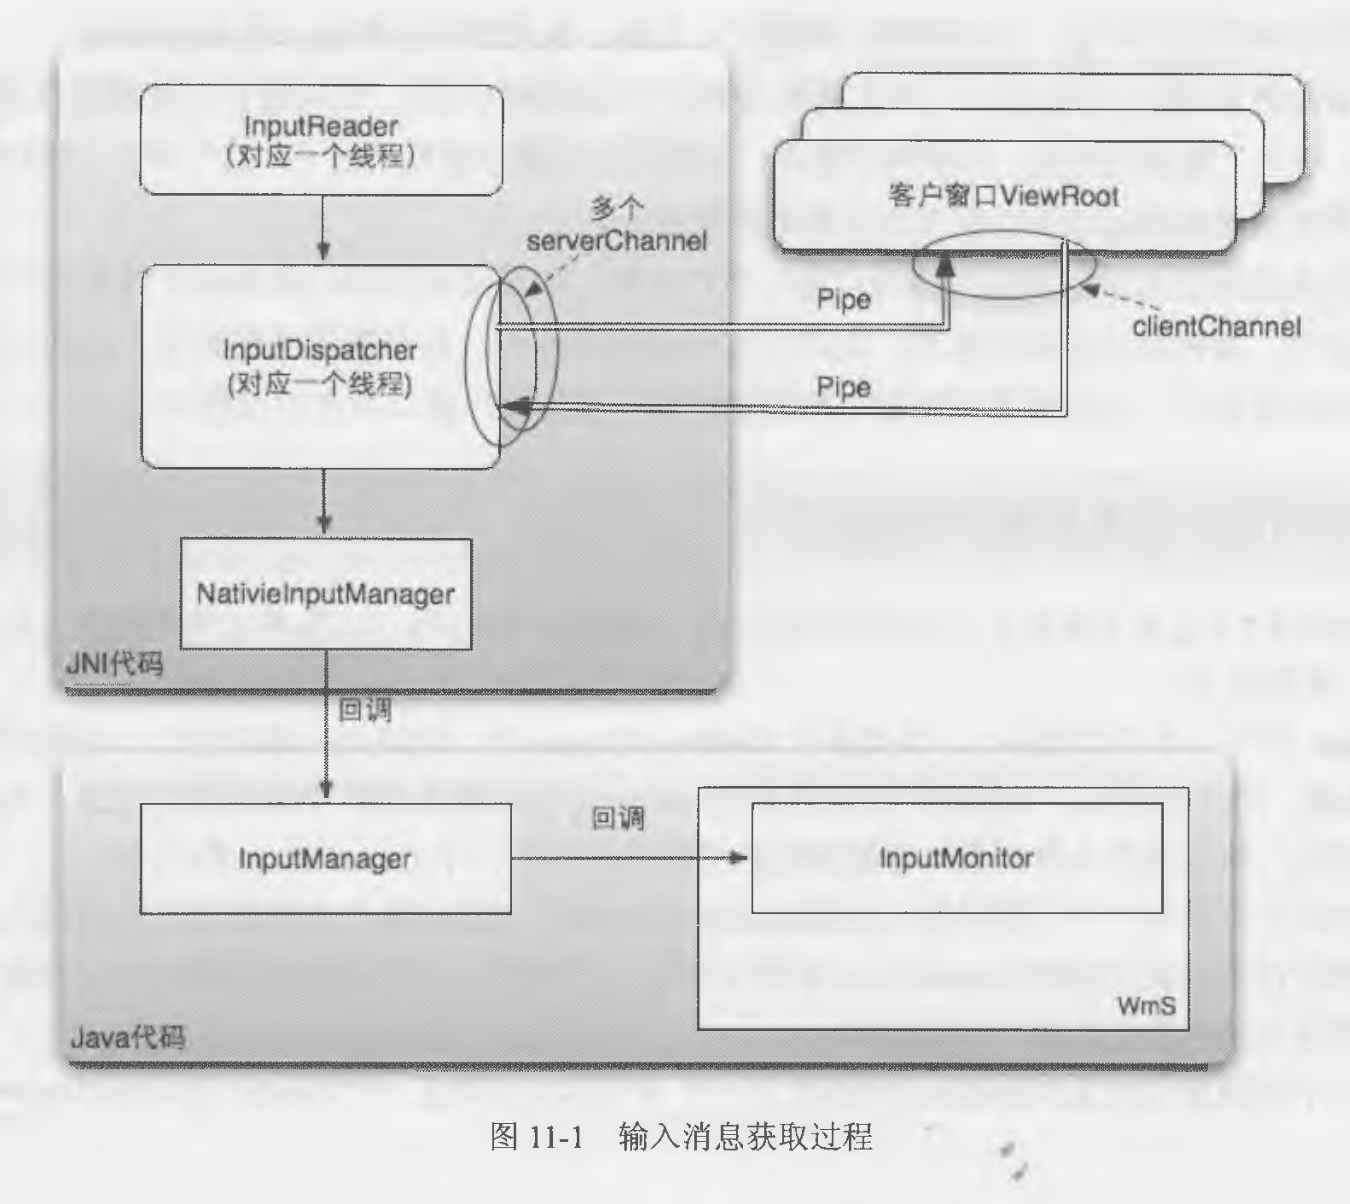 InputReader
(对应一个线程)
多个
serverChannel
客户窗口ViewRoot
Pipe
clientChannel
InputDispatcher
(对应一个线程)
Pipe
NativieInputManager
JNI代码
回调
InputManager
回调
InputMonitor
WmS
Java代码
图 11-1 输入消息获取过程